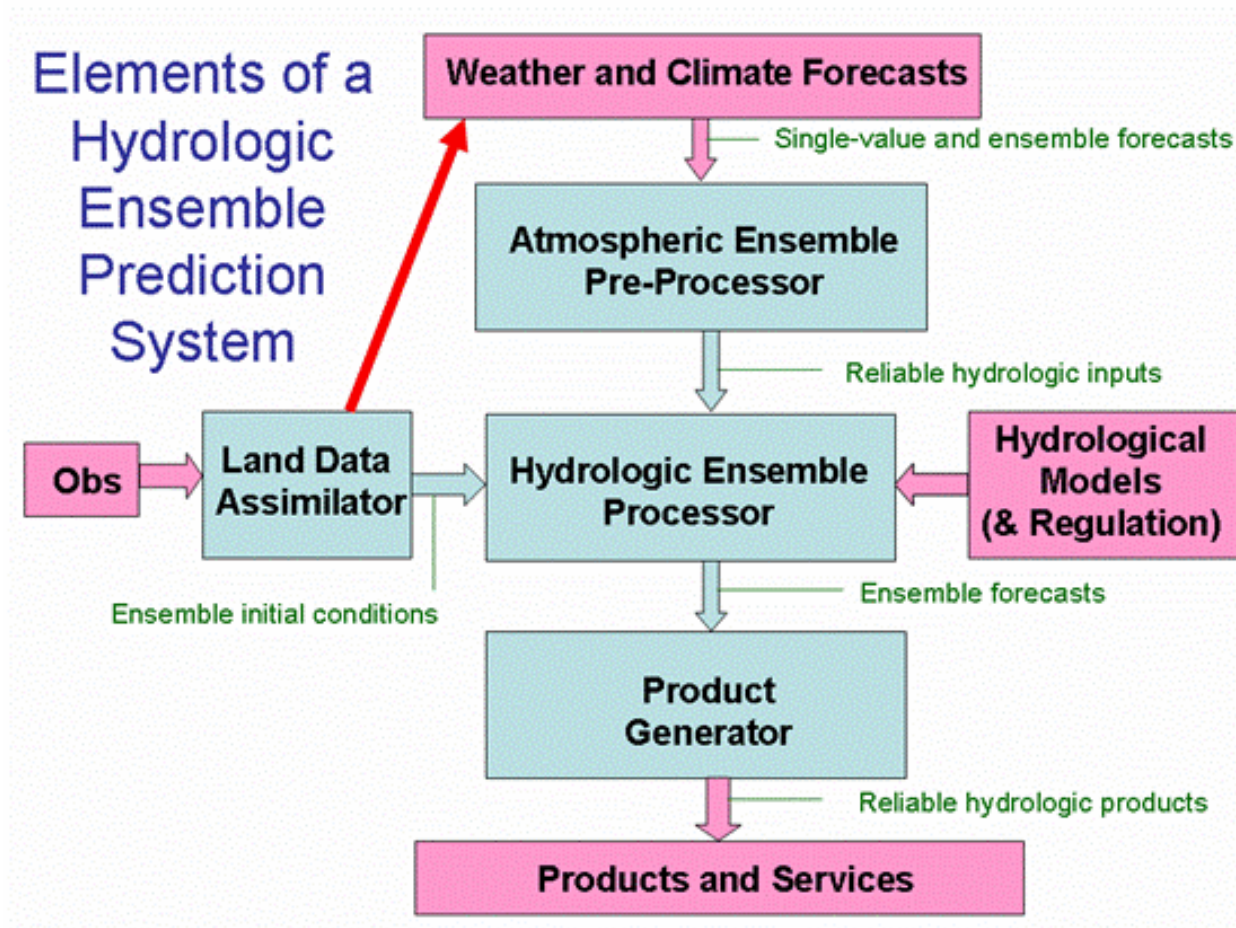 Elements of a
Hydrologic
Ensemble
Prediction
System
Weather and Climate Forecasts
Single-value and ensemble forecasts
Atmospheric Ensemble
Pre-Processor
Reliable hydrologic inputs
Obs
Land Data
Assimilator
Hydrologic Ensemble
Processor
Hydrological
Models
(& Regulation)
Ensemble initial conditions
Ensemble forecasts
Product
Generator
Reliable hydrologic products
Products and Services